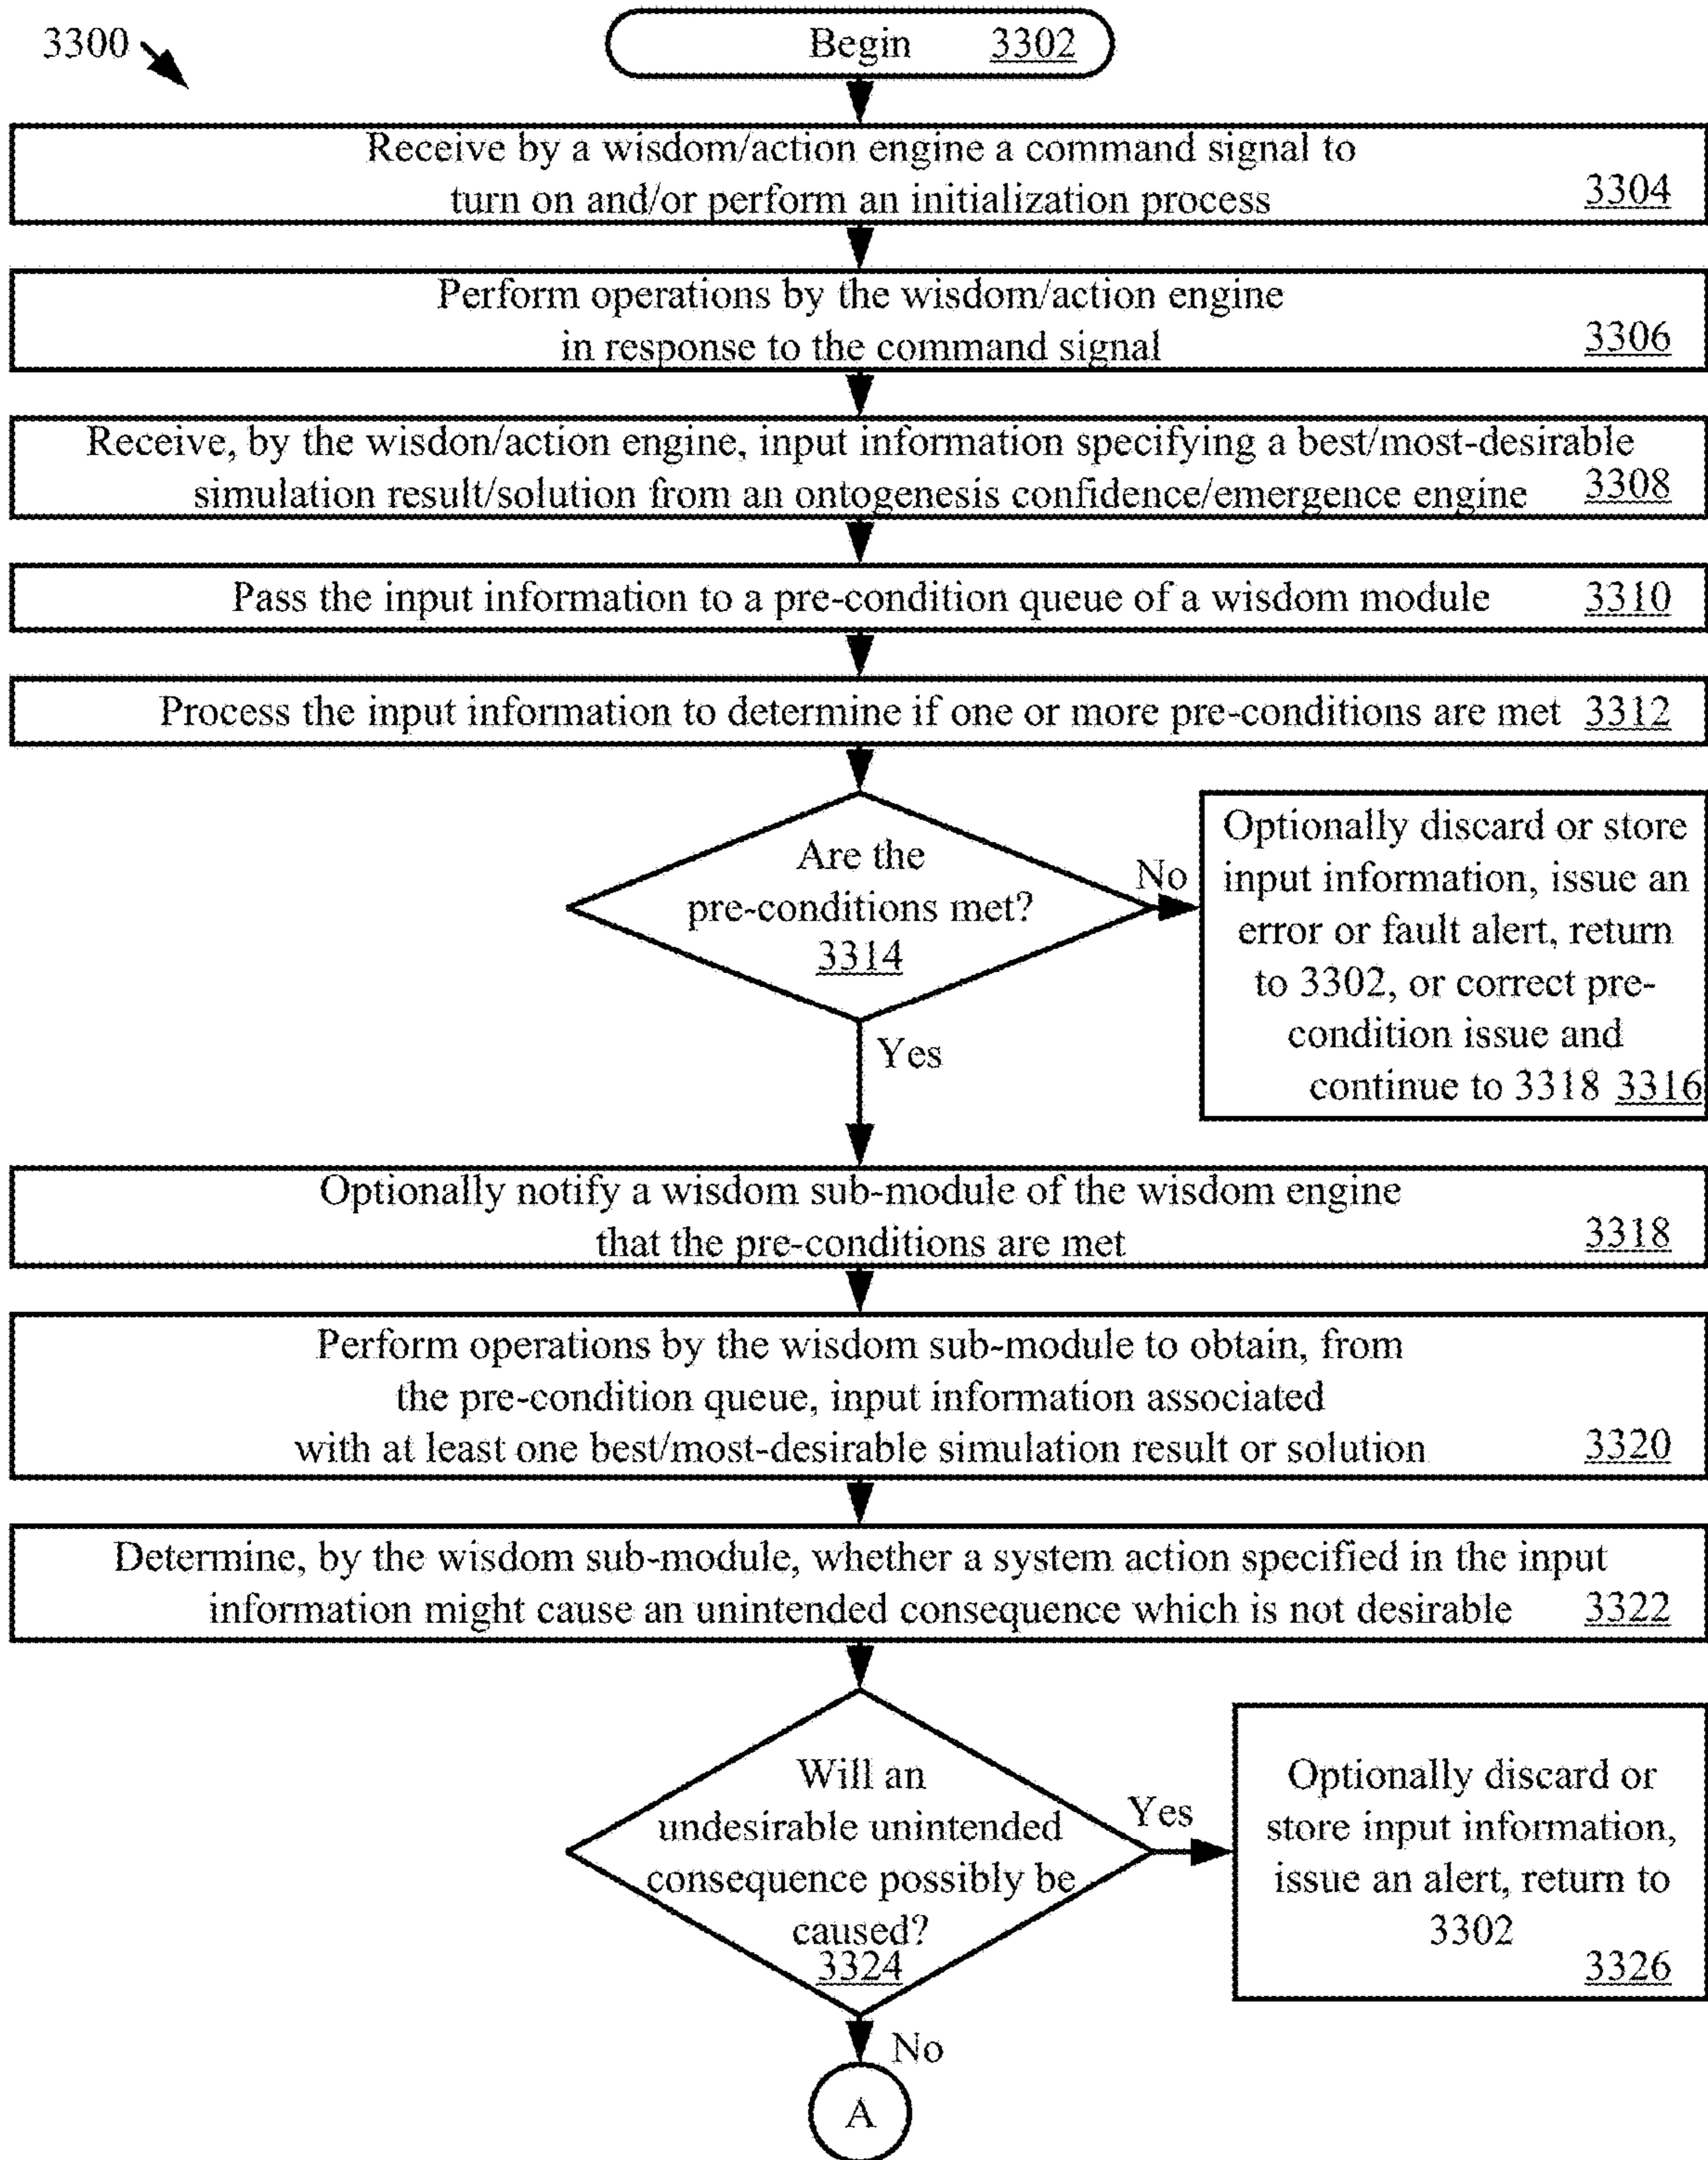 3300
Begin 3302
Receive by a wisdom/action engine a command signal to
turn on and/or perform an initialization process 3304
Perform operations by the wisdom/action engine
in response to the command signal 3306
Receive, by the wisdon/action engine, input information specifying a best/most-desirable
simulation result/solution from an ontogenesis confidence/emergence engine 3308
Pass the input information to a pre-condition queue of a wisdom module 3310
Process the input information to determine if one or more pre-conditions are met 3312
Are the
pre-conditions met?
3314
No
Optionally discard or store
input information, issue an
error or fault alert, return
to 3302, or correct pre-
condition issue and
continue to 3318 3316
Yes
Optionally notify a wisdom sub-module of the wisdom engine
that the pre-conditions are met 3318
Perform operations by the wisdom sub-module to obtain, from
the pre-condition queue, input information associated
with at least one best/most-desirable simulation result or solution 3320
Determine, by the wisdom sub-module, whether a system action specified in the input
information might cause an unintended consequence which is not desirable 3322
Will an
undesirable unintended
consequence possibly be
caused?
3324
Yes
Optionally discard or
store input information,
issue an alert, return to
3302
3326
No
A